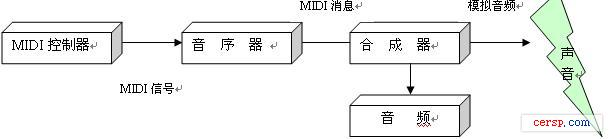 MIDI 消息
模拟音频
MIDI 控制器
音 序 器
合 成 器
声音
MIDI 信号
音 频
cersp.com